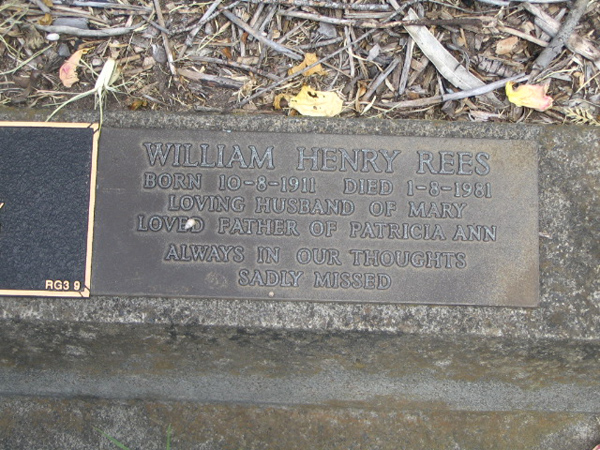 WILLIAM HENRY REES
BORN 10-8-1911 DIED 1-8-1981
LOVING HUSBAND OF MARY
LOVED FATHER OF PATRICIA ANN
ALWAYS IN OUR THOUGHTS
SADLY MISSED
RG3 9